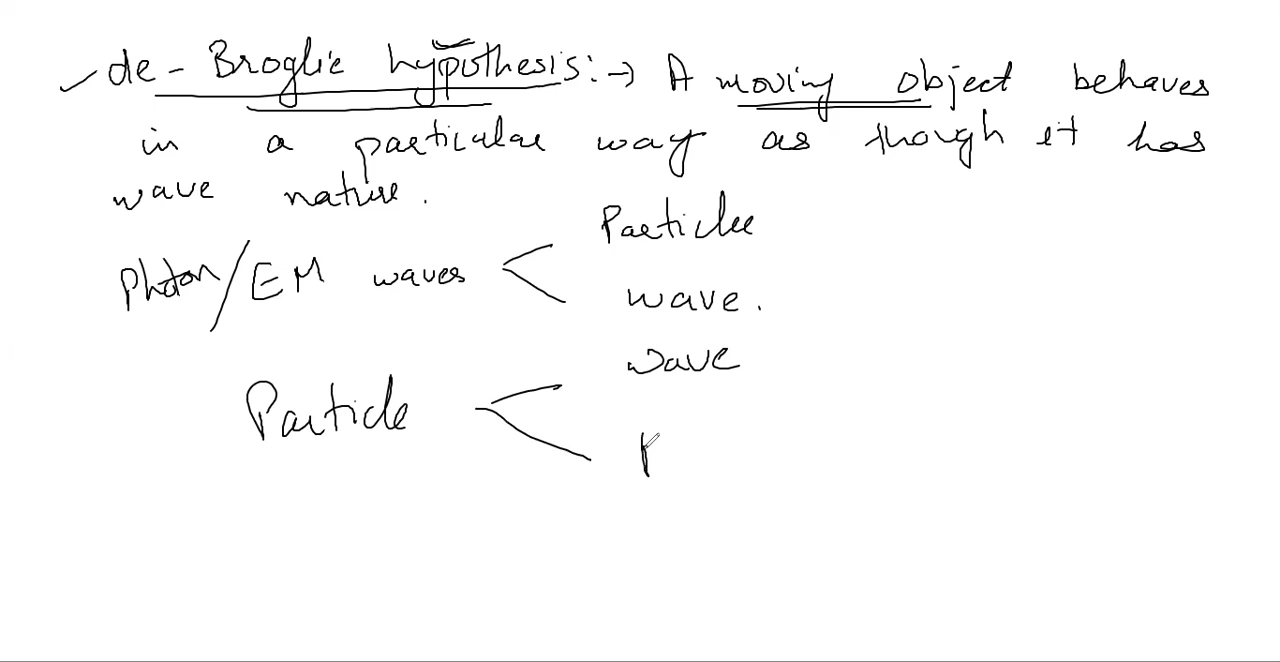 de - Broglie hypothesis :-> A moving object behaves
in a particular way as though it has
wave nature.
Particle
Photon/EM waves
wave.
wave
Particle
P